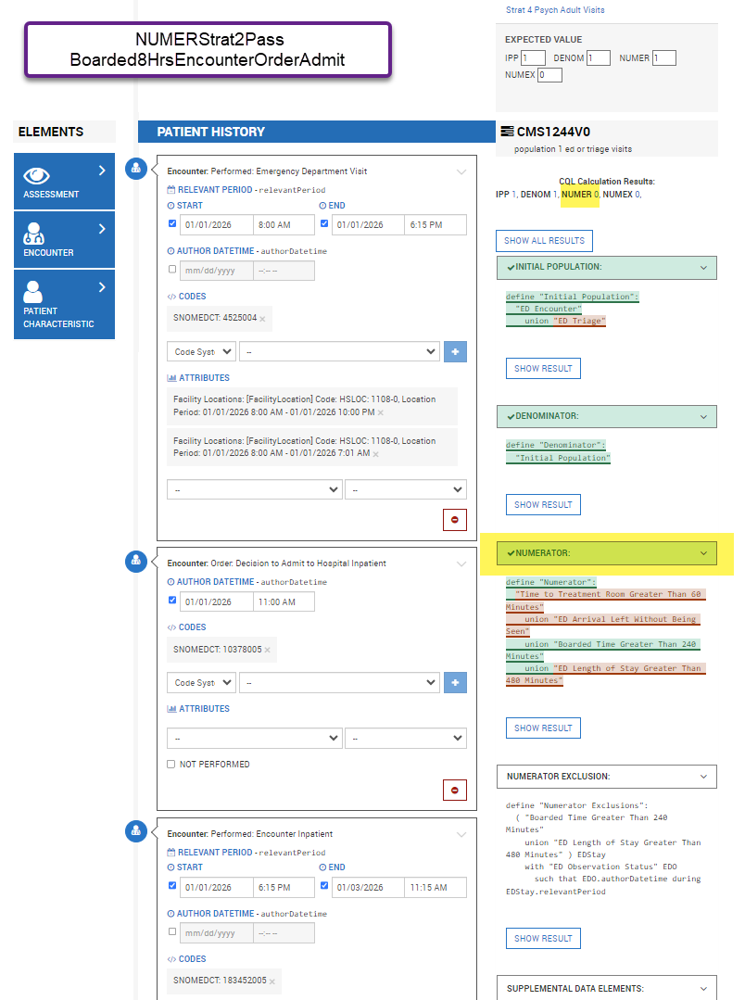 Strat 4 Psych Adult Visits
NUMERStrat2Pass
Boarded8HrsEncounterOrderAdmit
EXPECTED VALUE
IPP 1 DENOM 1 NUMER 1
NUMEX 0
ELEMENTS
ASSESSMENT
ENCOUNTER
PATIENT
CHARACTERISTIC
PATIENT HISTORY
Encounter: Performed: Emergency Department Visit
RELEVANT PERIOD - relevantPeriod
START END
01/01/2026 8:00 AM 01/01/2026 6:15 PM
AUTHOR DATETIME - authorDatetime
mm/dd/yyyy --:-- --
CODES
SNOMEDCT: 4525004 ×
Code Syst --
ATTRIBUTES
Facility Locations: [FacilityLocation] Code: HSLOC: 1108-0, Location
Period: 01/01/2026 8:00 AM - 01/01/2026 10:00 PM ×
Facility Locations: [FacilityLocation] Code: HSLOC: 1108-0, Location
Period: 01/01/2026 8:00 AM - 01/01/2026 7:01 AM ×
-- --
Encounter: Order: Decision to Admit to Hospital Inpatient
AUTHOR DATETIME - authorDatetime
01/01/2026 11:00 AM
CODES
SNOMEDCT: 10378005 ×
Code Syst --
ATTRIBUTES
-- --
NOT PERFORMED
Encounter: Performed: Encounter Inpatient
RELEVANT PERIOD - relevantPeriod
START END
01/01/2026 6:15 PM 01/03/2026 11:15 AM
AUTHOR DATETIME - authorDatetime
mm/dd/yyyy --:-- --
CODES
SNOMEDCT: 183452005 ×
CMS1244V0
population 1 ed or triage visits
CQL Calculation Results:
IPP 1, DENOM 1, NUMER 0, NUMEX 0,
SHOW ALL RESULTS
INITIAL POPULATION:
define "Initial Population":
"ED Encounter"
union "ED Triage"
SHOW RESULT
DENOMINATOR:
define "Denominator":
"Initial Population"
SHOW RESULT
NUMERATOR:
define "Numerator":
"Time to Treatment Room Greater Than 60
Minutes"
union "ED Arrival Left Without Being
Seen"
union "Boarded Time Greater Than 240
Minutes"
union "ED Length of Stay Greater Than
480 Minutes"
SHOW RESULT
NUMERATOR EXCLUSION:
define "Numerator Exclusions":
( "Boarded Time Greater Than 240
Minutes"
union "ED Length of Stay Greater Than
480 Minutes" ) EDStay
with "ED Observation Status" EDO
such that EDO.authorDatetime during
EDStay.relevantPeriod
SHOW RESULT
SUPPLEMENTAL DATA ELEMENTS: